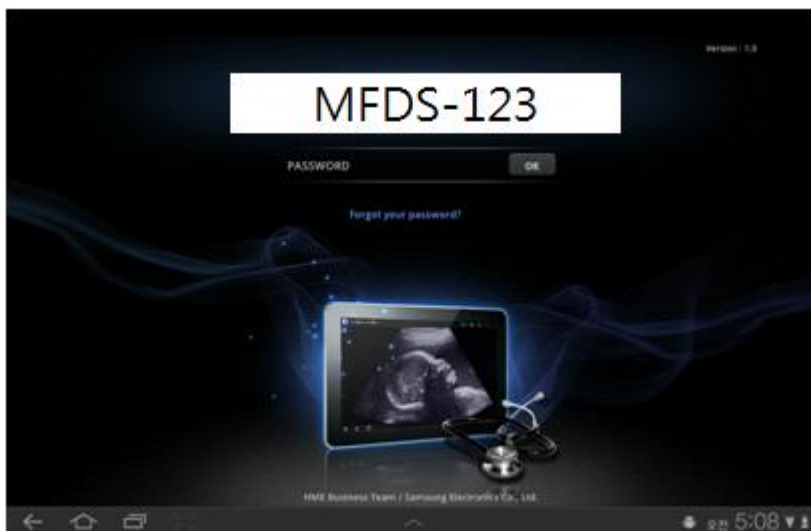 Version : 1.0
MFDS-123
PASSWORD
OK
Forgot your password?
HME Business Team / Samsung Electronics Co., Ltd.
오전 5:08